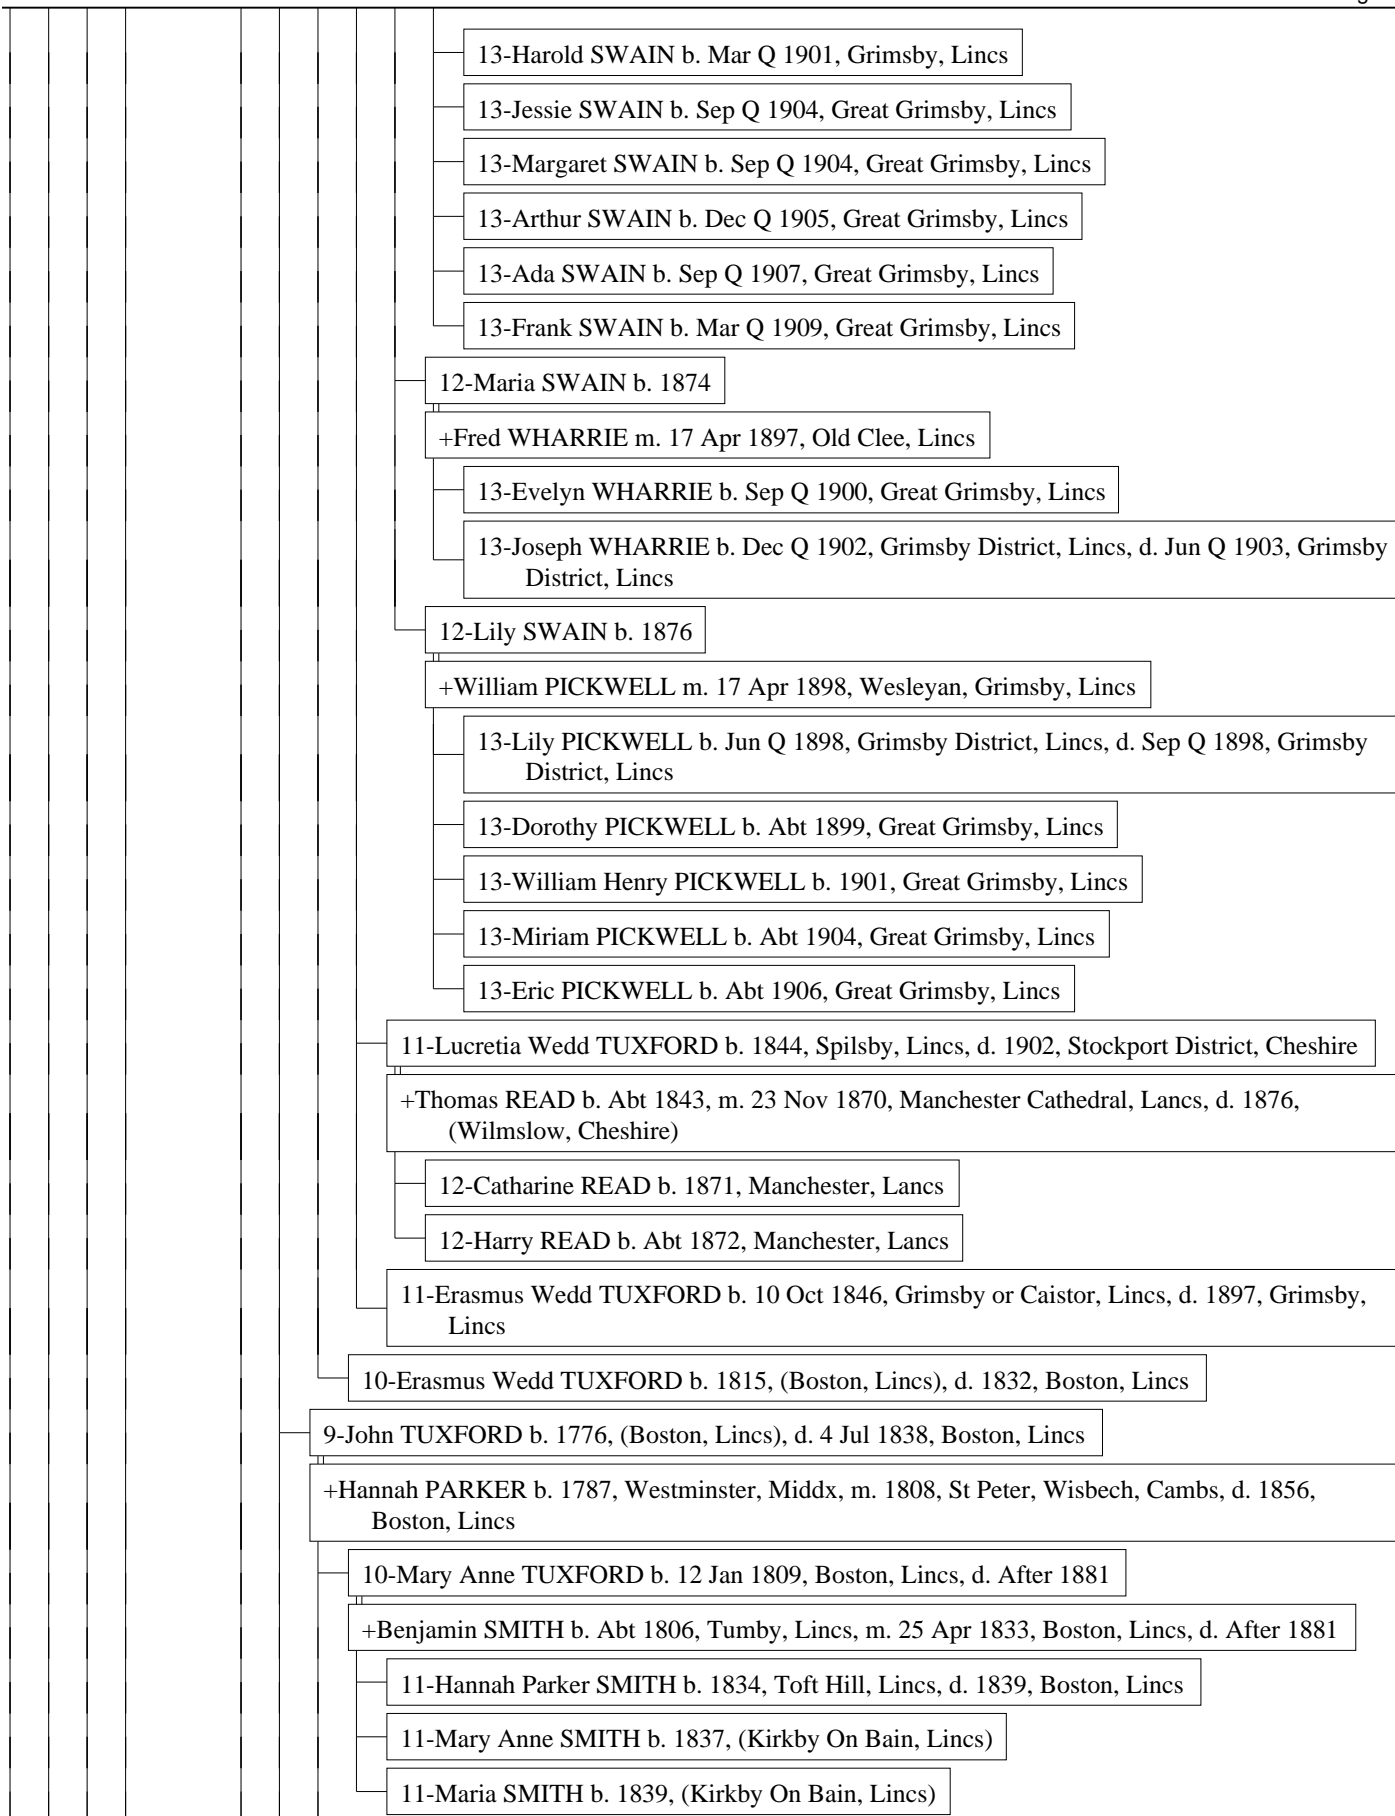 13-Harold SWAIN b. Mar Q 1901, Grimsby, Lincs
13-Jessie SWAIN b. Sep Q 1904, Great Grimsby, Lincs
13-Margaret SWAIN b. Sep Q 1904, Great Grimsby, Lincs
13-Arthur SWAIN b. Dec Q 1905, Great Grimsby, Lincs
13-Ada SWAIN b. Sep Q 1907, Great Grimsby, Lincs
13-Frank SWAIN b. Mar Q 1909, Great Grimsby, Lincs
12-Maria SWAIN b. 1874
+Fred WHARRIE m. 17 Apr 1897, Old Clee, Lincs
13-Evelyn WHARRIE b. Sep Q 1900, Great Grimsby, Lincs
13-Joseph WHARRIE b. Dec Q 1902, Grimsby District, Lincs, d. Jun Q 1903, Grimsby
District, Lincs
12-Lily SWAIN b. 1876
+William PICKWELL m. 17 Apr 1898, Wesleyan, Grimsby, Lincs
13-Lily PICKWELL b. Jun Q 1898, Grimsby District, Lincs, d. Sep Q 1898, Grimsby
District, Lincs
13-Dorothy PICKWELL b. Abt 1899, Great Grimsby, Lincs
13-William Henry PICKWELL b. 1901, Great Grimsby, Lincs
13-Miriam PICKWELL b. Abt 1904, Great Grimsby, Lincs
13-Eric PICKWELL b. Abt 1906, Great Grimsby, Lincs
11-Lucretia Wedd TUXFORD b. 1844, Spilsby, Lincs, d. 1902, Stockport District, Cheshire
+Thomas READ b. Abt 1843, m. 23 Nov 1870, Manchester Cathedral, Lancs, d. 1876,
(Wilmslow, Cheshire)
12-Catharine READ b. 1871, Manchester, Lancs
12-Harry READ b. Abt 1872, Manchester, Lancs
11-Erasmus Wedd TUXFORD b. 10 Oct 1846, Grimsby or Caistor, Lincs, d. 1897, Grimsby,
Lincs
10-Erasmus Wedd TUXFORD b. 1815, (Boston, Lincs), d. 1832, Boston, Lincs
9-John TUXFORD b. 1776, (Boston, Lincs), d. 4 Jul 1838, Boston, Lincs
+Hannah PARKER b. 1787, Westminster, Middx, m. 1808, St Peter, Wisbech, Cambs, d. 1856,
Boston, Lincs
10-Mary Anne TUXFORD b. 12 Jan 1809, Boston, Lincs, d. After 1881
+Benjamin SMITH b. Abt 1806, Tumby, Lincs, m. 25 Apr 1833, Boston, Lincs, d. After 1881
11-Hannah Parker SMITH b. 1834, Toft Hill, Lincs, d. 1839, Boston, Lincs
11-Mary Anne SMITH b. 1837, (Kirkby On Bain, Lincs)
11-Maria SMITH b. 1839, (Kirkby On Bain, Lincs)